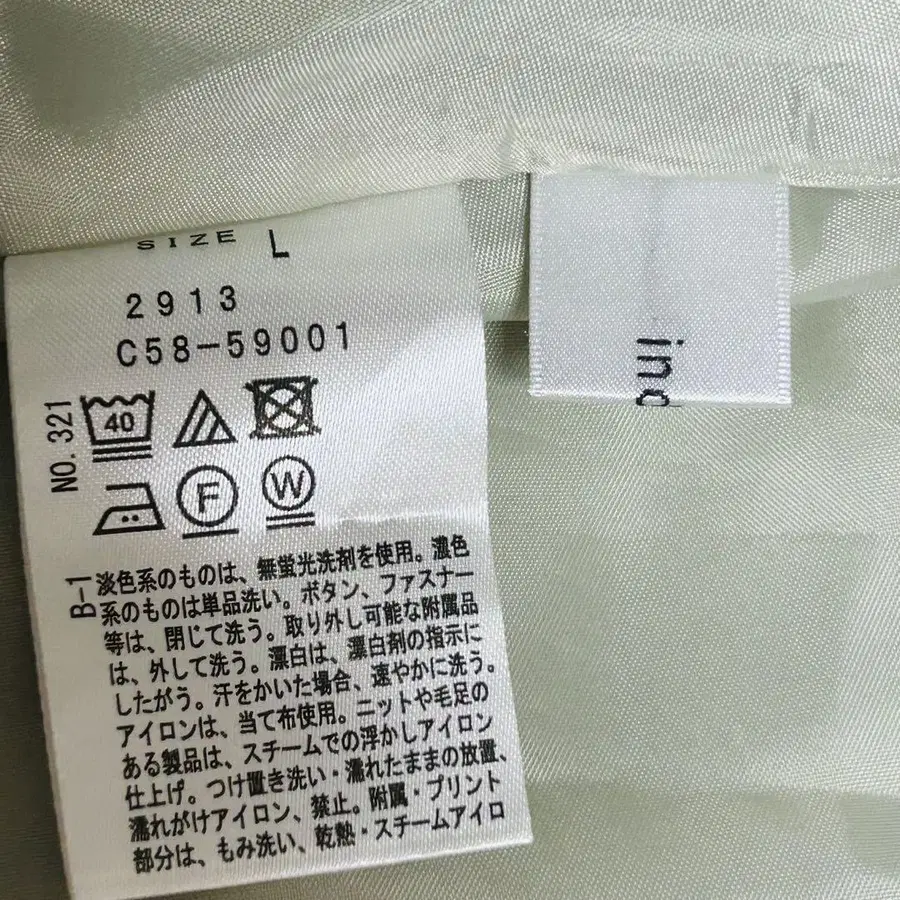 SIZE L
2913
C58-59001
NO. 321
40
F
W
B-1
淡色系のものは、無蛍光洗剤を使用。濃色
系のものは単品洗い。ボタン、ファスナー
等は、閉じて洗う。取り外し可能な附属品
は、外して洗う。漂白は、漂白剤の指示に
したがう。汗をかいた場合、速やかに洗う。
アイロンは、当て布使用。ニットや毛足の
ある製品は、スチームでの浮かしアイロン
仕上げ。つけ置き洗い・濡れたままの放置、
濡れがけアイロン、禁止。附属・プリント
部分は、もみ洗い、乾熱・スチームアイロ